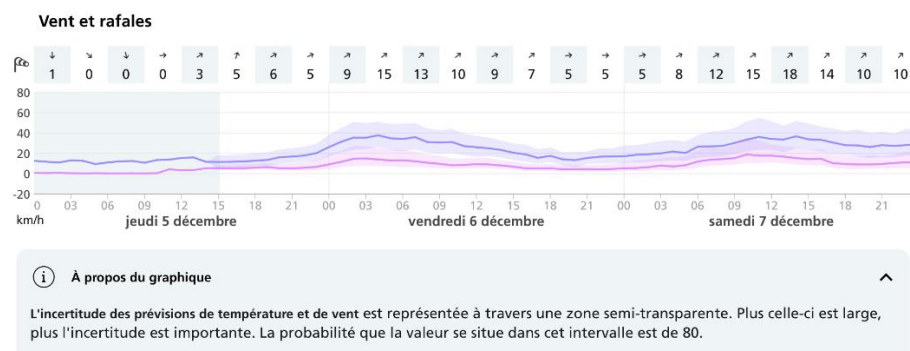 Vent et rafales
1 0 0 0 3 5 6 5 9 15 13 10 9 7 5 5 5 8 12 15 18 14 10 10
80
60
40
20
0
-20
0 03 06 09 12 15 18 21 00 03 06 09 12 15 18 21 00 03 06 09 12 15 18 21
km/h jeudi 5 décembre vendredi 6 décembre samedi 7 décembre
i À propos du graphique
L'incertitude des prévisions de température et de vent est représentée à travers une zone semi-transparente. Plus celle-ci est large,
plus l'incertitude est importante. La probabilité que la valeur se situe dans cet intervalle est de 80.